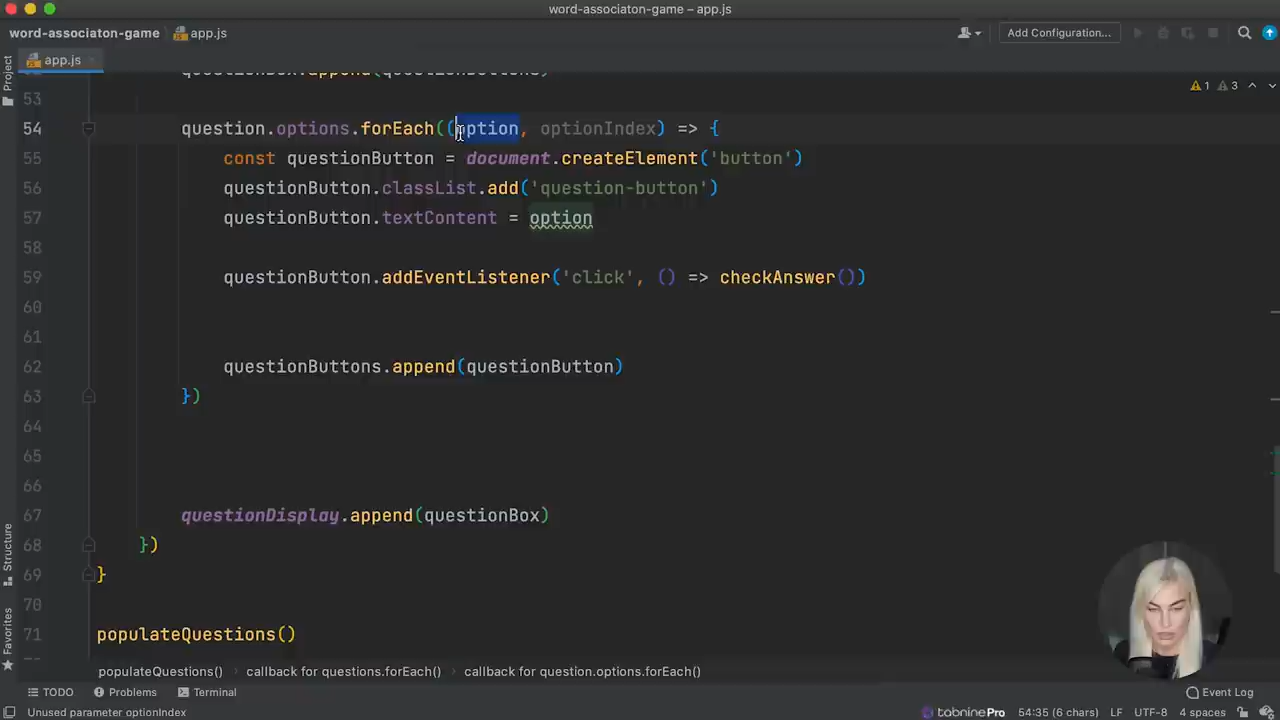 word-associaton-game – app.js
word-associaton-game
app.js
Add Configuration...
Project
app.js
questionBox.append(questionButtons)
1
3
53
54 question.options.forEach((option, optionIndex) => {
55 const questionButton = document.createElement('button')
56 questionButton.classList.add('question-button')
57 questionButton.textContent = option
58
59 questionButton.addEventListener('click', () => checkAnswer())
60
61
62 questionButtons.append(questionButton)
63 })
64
65
66
67 questionDisplay.append(questionBox)
68 })
69 }
70
71 populateQuestions()
Structure
Favorites
populateQuestions()
callback for questions.forEach()
callback for question.options.forEach()
TODO
Problems
Terminal
Event Log
Unused parameter optionIndex
tabninePro
54:35 (6 chars)
LF
UTF-8
4 spaces